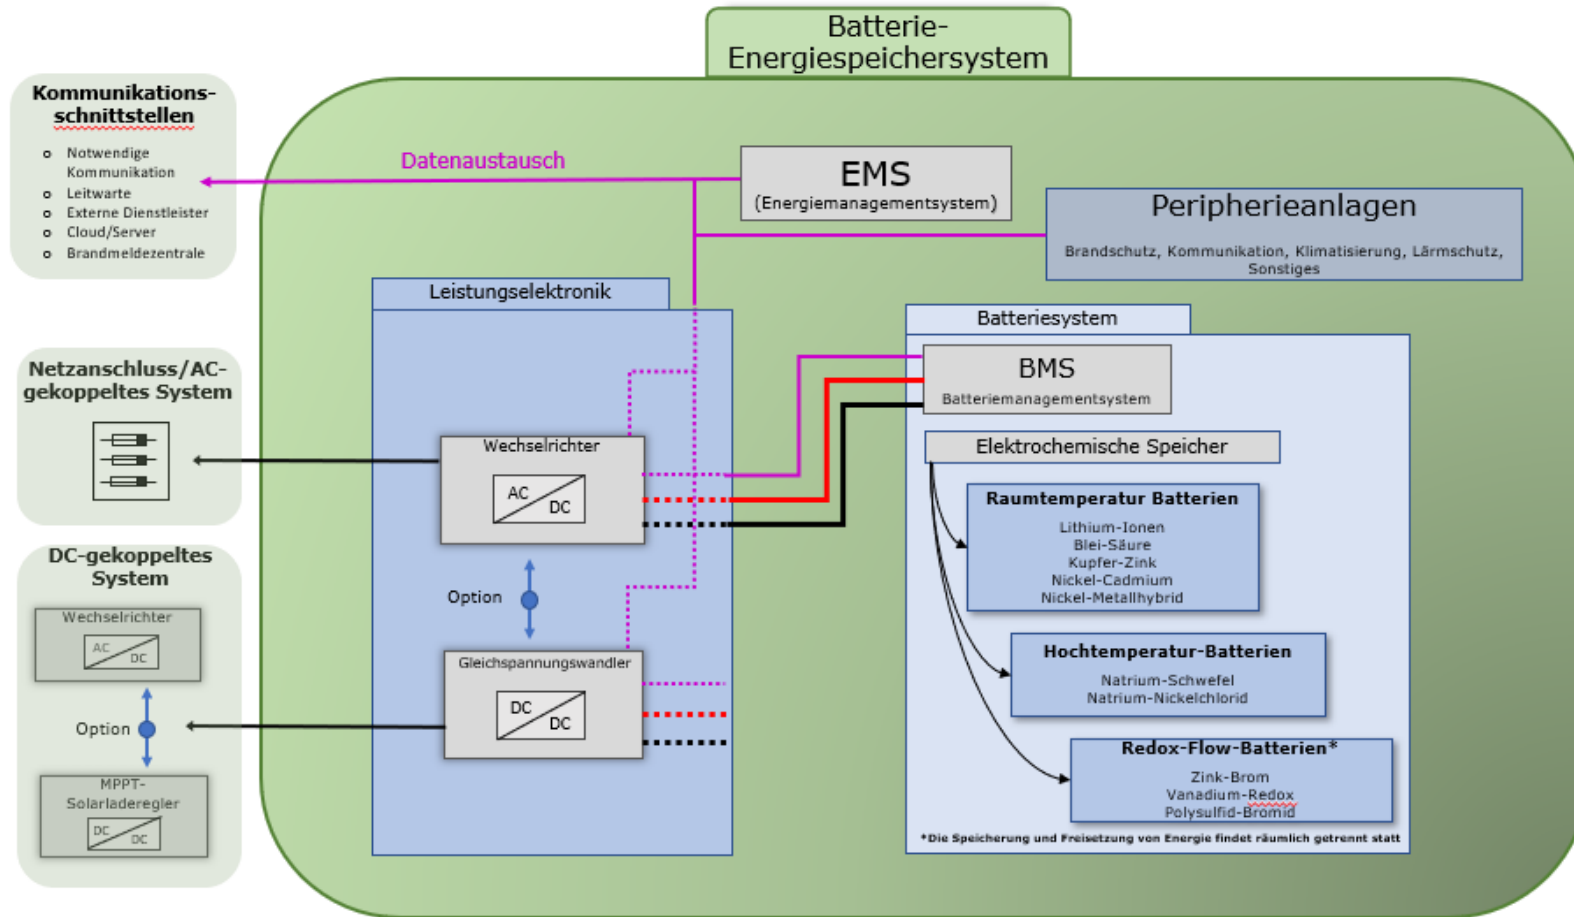 Batterie-
Energiespeichersystem
Kommunikations-
schnittstellen
o Notwendige
Kommunikation
o Leitwarte
o Externe Dienstleister
o Cloud/Server
o Brandmeldezentrale
Datenaustausch
EMS
(Energiemanagementsystem)
Peripherieanlagen
Brandschutz, Kommunikation, Klimatisierung, Lärmschutz,
Sonstiges
Leistungselektronik
Batteriesystem
Netzanschluss/AC-
gekoppeltes System
BMS
Batteriemanagementsystem
Wechselrichter
AC
DC
Elektrochemische Speicher
Raumtemperatur Batterien
Lithium-Ionen
Blei-Säure
Kupfer-Zink
Nickel-Cadmium
Nickel-Metallhybrid
DC-gekoppeltes
System
Wechselrichter
AC
DC
Option
Option
Gleichspannungswandler
DC
DC
Hochtemperatur-Batterien
Natrium-Schwefel
Natrium-Nickelchlorid
MPPT-
Solarladeregler
DC
DC
Redox-Flow-Batterien*
Zink-Brom
Vanadium-Redox
Polysulfid-Bromid
*Die Speicherung und Freisetzung von Energie findet räumlich getrennt statt